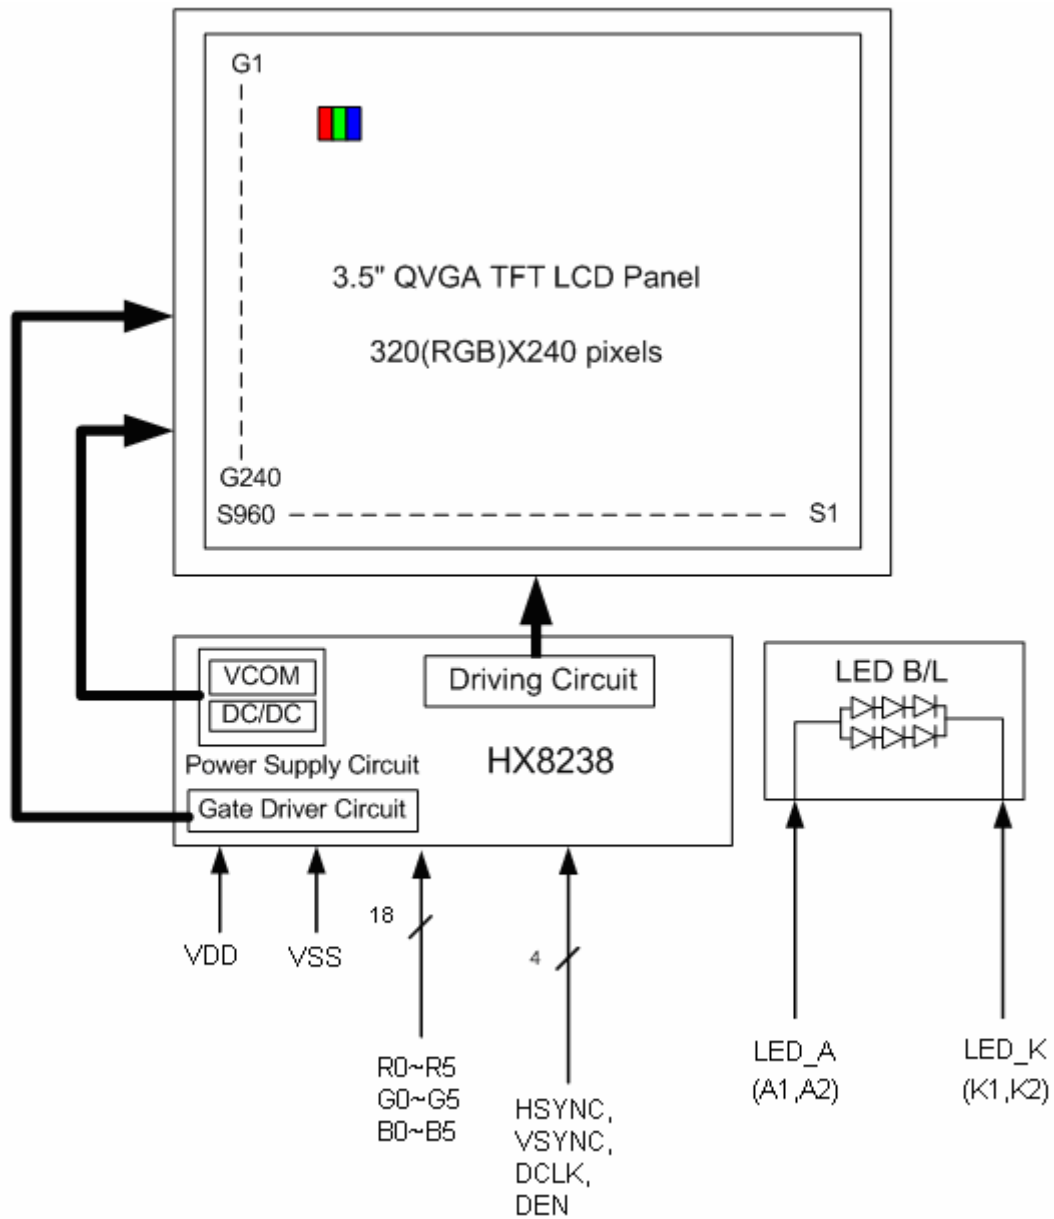 G1
3.5" QVGA TFT LCD Panel
320(RGB)X240 pixels
G240
S960
S1
VCOM
DC/DC
Power Supply Circuit
Gate Driver Circuit
Driving Circuit
HX8238
LED B/L
18
4
VDD
VSS
R0~R5
G0~G5
B0~B5
HSYNC,
VSYNC,
DCLK,
DEN
LED_A
(A1,A2)
LED_K
(K1,K2)